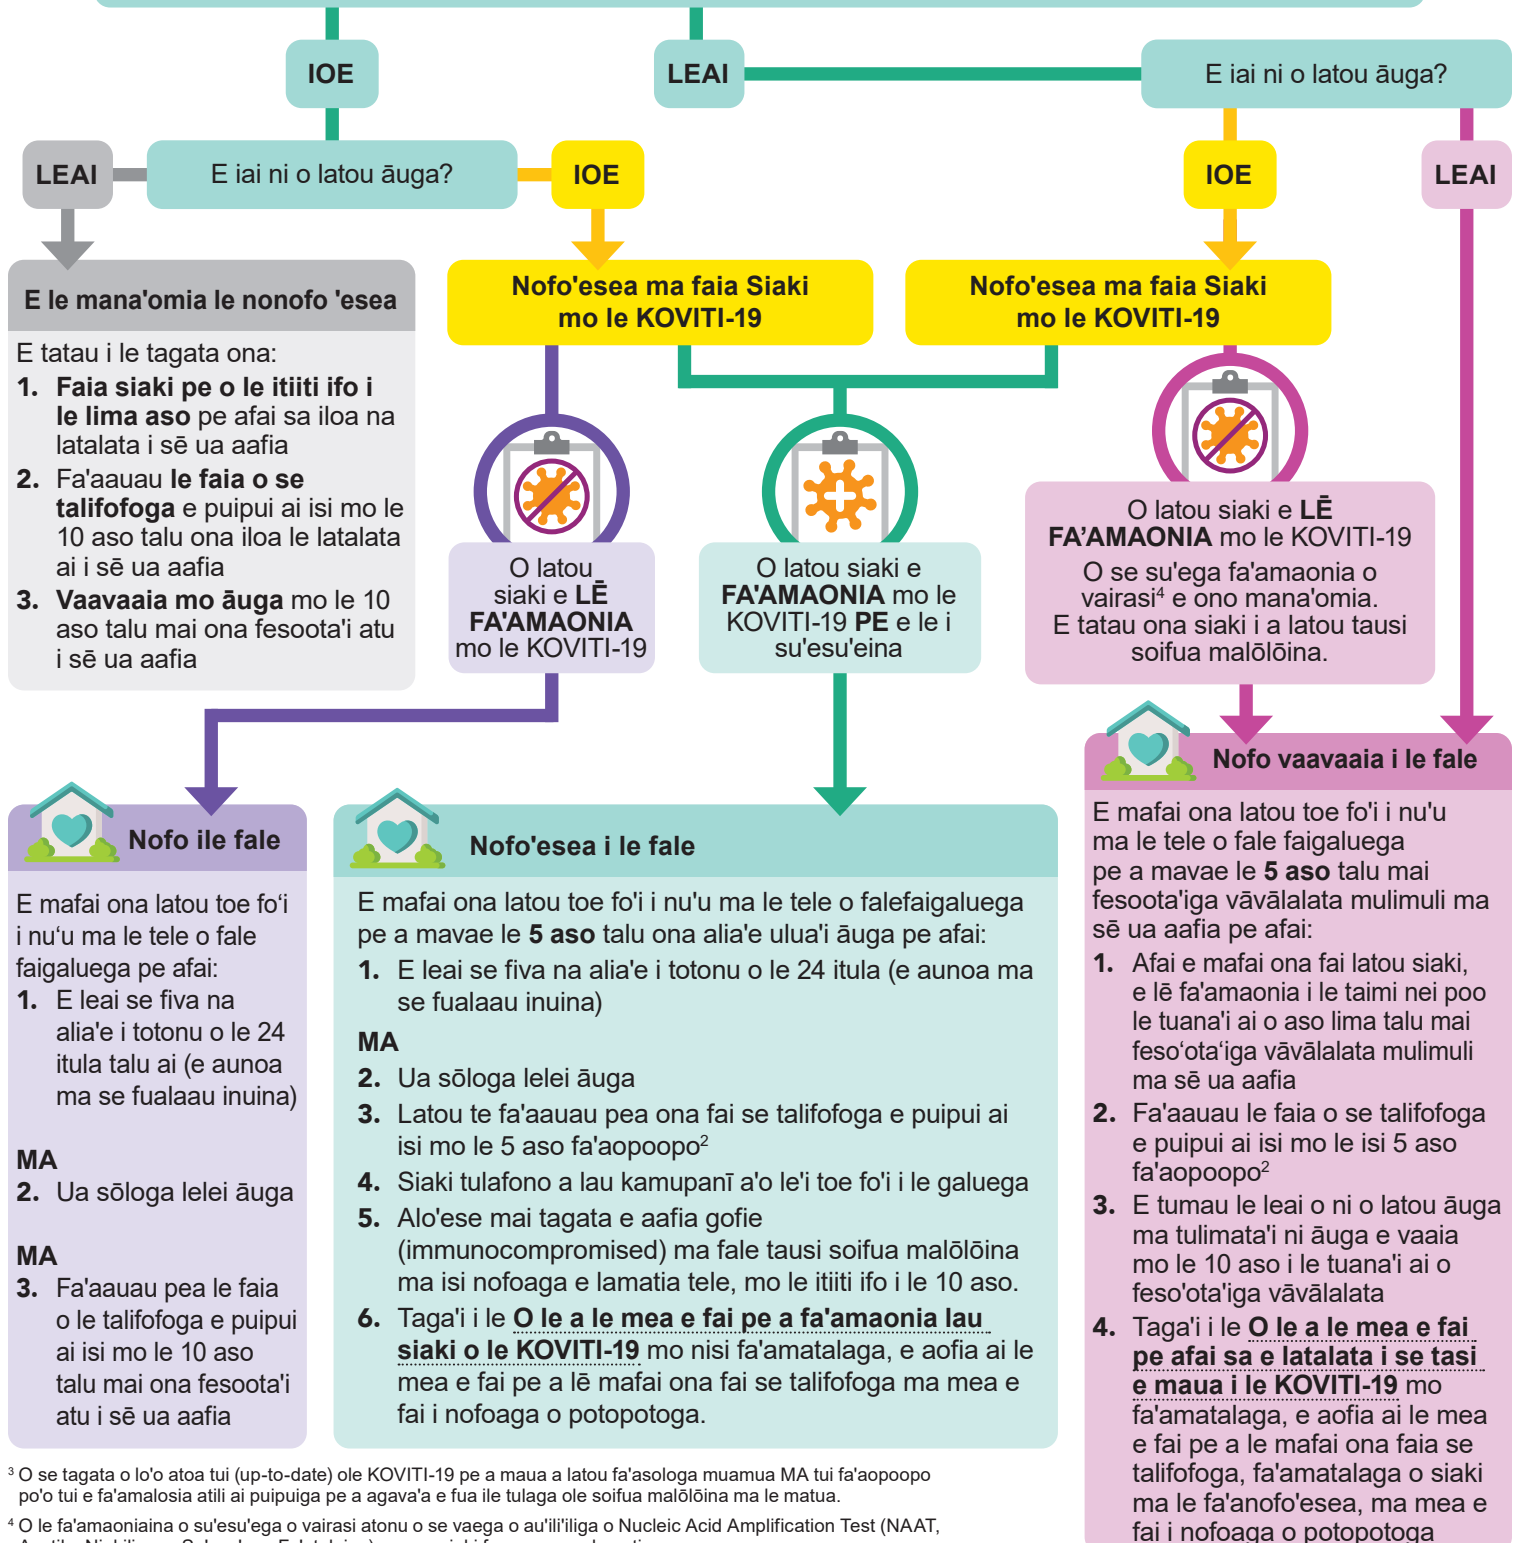 IOE
LEAI
E iai ni o latou āuga?
LEAI
E iai ni o latou āuga?
IOE
IOE
LEAI
E le mana'omia le nonofo 'esea
E tatau i le tagata ona:
1. Faia siaki pe o le itiiti ifo i
le lima aso pe afai sa iloa na
latalata i sē ua aafia
2. Fa'aauau le faia o se
talifofoga e puipui ai isi mo le
10 aso talu ona iloa le latalata
ai i sē ua aafia
3. Vaavaaia mo āuga mo le 10
aso talu mai ona fesoota'i atu
i sē ua aafia
Nofo'esea ma faia Siaki
mo le KOVITI-19
Nofo'esea ma faia Siaki
mo le KOVITI-19
O latou
siaki e LĒ
FA'AMAONIA
mo le KOVITI-19
O latou siaki e
FA'AMAONIA mo le
KOVITI-19 PE e le i
su'esu'eina
O latou siaki e LĒ
FA’AMAONIA mo le KOVITI-19
O se su'ega fa'amaonia o
vairasi⁴ e ono mana'omia.
E tatau ona siaki i a latou tausi
soifua malōlōina.
Nofo ile fale
E mafai ona latou toe fo‘i
i nu‘u ma le tele o fale
faigaluega pe afai:
1. E leai se fiva na
alia'e i totonu o le 24
itula talu ai (e aunoa
ma se fualaau inuina)
MA
2. Ua sōloga lelei āuga
MA
3. Fa'aauau pea le faia
o le talifofoga e puipui
ai isi mo le 10 aso
talu mai ona fesoota'i
atu i sē ua aafia
Nofo'esea i le fale
E mafai ona latou toe fo'i i nu'u ma le tele o falefaigaluega
pe a mavae le 5 aso talu ona alia'e ulua'i āuga pe afai:
1. E leai se fiva na alia'e i totonu o le 24 itula (e aunoa ma
se fualaau inuina)
MA
2. Ua sōloga lelei āuga
3. Latou te fa'aauau pea ona fai se talifofoga e puipui ai
isi mo le 5 aso fa'aopoopo²
4. Siaki tulafono a lau kamupanī a'o le'i toe fo'i i le galuega
5. Alo'ese mai tagata e aafia gofie
(immunocompromised) ma fale tausi soifua malōlōina
ma isi nofoaga e lamatia tele, mo le itiiti ifo i le 10 aso.
6. Taga'i i le O le a le mea e fai pe a fa'amaonia lau
siaki o le KOVITI-19 mo nisi fa'amatalaga, e aofia ai le
mea e fai pe a lē mafai ona fai se talifofoga ma mea e
fai i nofoaga o potopotoga.
Nofo vaavaaia i le fale
E mafai ona latou toe fo'i i nu'u
ma le tele o fale faigaluega
pe a mavae le 5 aso talu mai
fesoota'iga vāvālalata mulimuli ma
sē ua aafia pe afai:
1. Afai e mafai ona fai latou siaki,
e lē fa'amaonia i le taimi nei poo
le tuana'i ai o aso lima talu mai
feso‘ota‘iga vāvālalata mulimuli
ma sē ua aafia
2. Fa'aauau le faia o se talifofoga
e puipui ai isi mo le isi 5 aso
fa'aopoopo²
3. E tumau le leai o ni o latou āuga
ma tulimata'i ni āuga e vaaia
mo le 10 aso i le tuana'i ai o
feso'ota'iga vāvālalata
4. Taga'i i le O le a le mea e fai
pe afai sa e latalata i se tasi
e maua i le KOVITI-19 mo
fa'amatalaga, e aofia ai le mea
e fai pe a le mafai ona faia se
talifofoga, fa'amatalaga o siaki
ma le fa'anofo'esea, ma mea e
fai i nofoaga o potopotoga
³ O se tagata o lo'o atoa tui (up-to-date) ole KOVITI-19 pe a maua a latou fa'asologa muamua MA tui fa'aopoopo
po'o tui e fa'amalosia atili ai puipuiga pe a agava'a e fua ile tulaga ole soifua malōlōina ma le matua.
⁴ O le fa'amaoniaina o su'esu'ega o vairasi atonu o se vaega o au'ili'iliga o Nucleic Acid Amplification Test (NAAT,